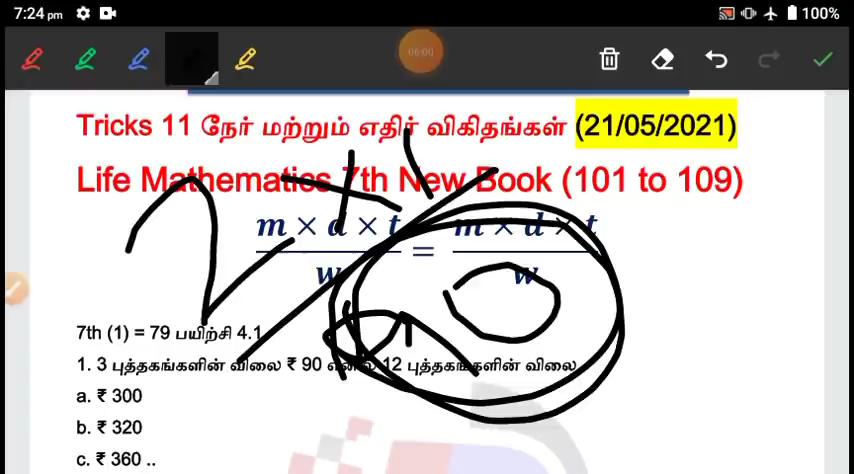 7:24 pm 100%
06:00
Tricks 11 நேர் மற்றும் எதிர் விகிதங்கள் (21/05/2021)
Life Mathematics 7th New Book (101 to 109)
m × d × t / w = m × d × t / w
7th (1) = 79 பயிற்சி 4.1
1. 3 புத்தகங்களின் விலை ₹ 90 எனில் 12 புத்தகங்களின் விலை
a. ₹ 300
b. ₹ 320
c. ₹ 360 ..